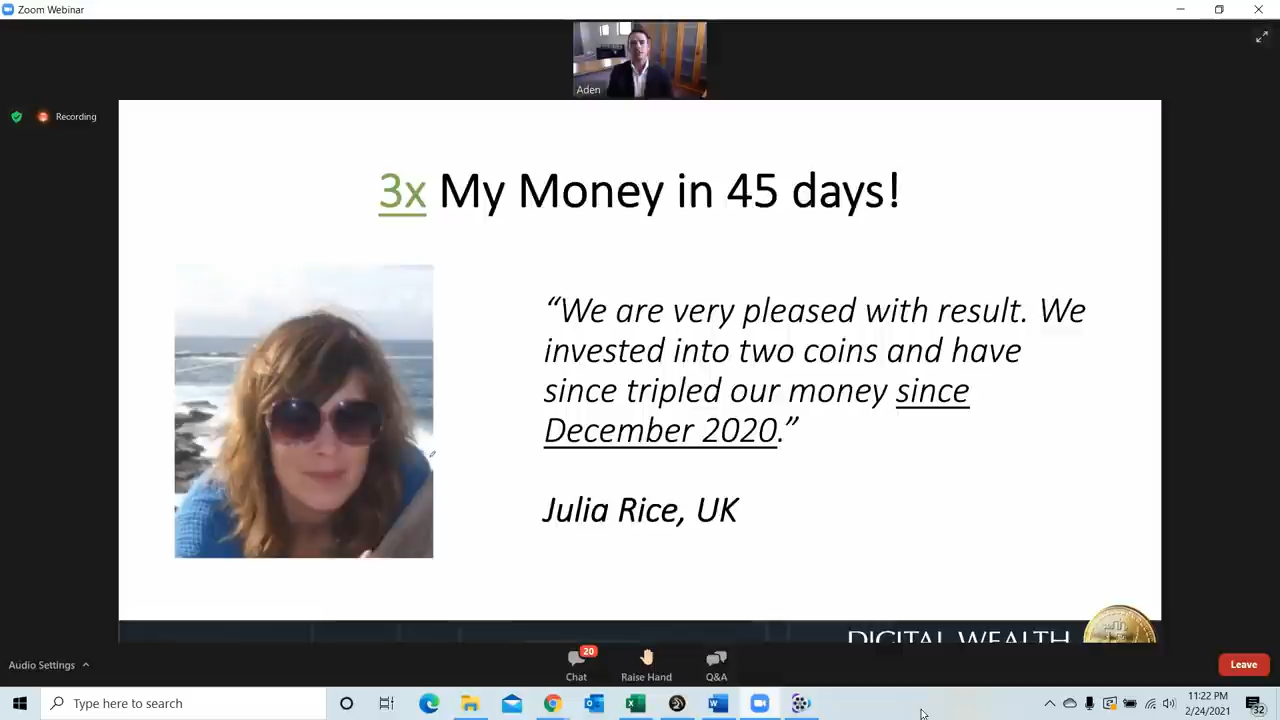 Zoom Webinar
Aden
Recording
3x My Money in 45 days!
“We are very pleased with result. We
invested into two coins and have
since tripled our money since
December 2020.”
Julia Rice, UK
DIGITAL WEALTH
Audio Settings
20
Chat
Raise Hand
Q&A
Leave
Type here to search
11:22 PM
2/24/2021
32